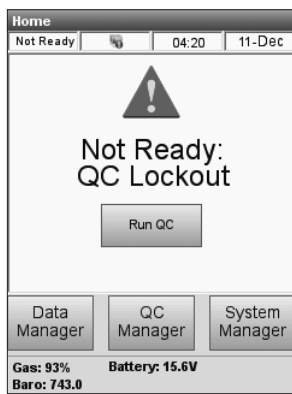 Home
Not Ready 04:20 11-Dec
Not Ready:
QC Lockout
Run QC
Data Manager QC Manager System Manager
Gas: 93% Battery: 15.6V
Baro: 743.0